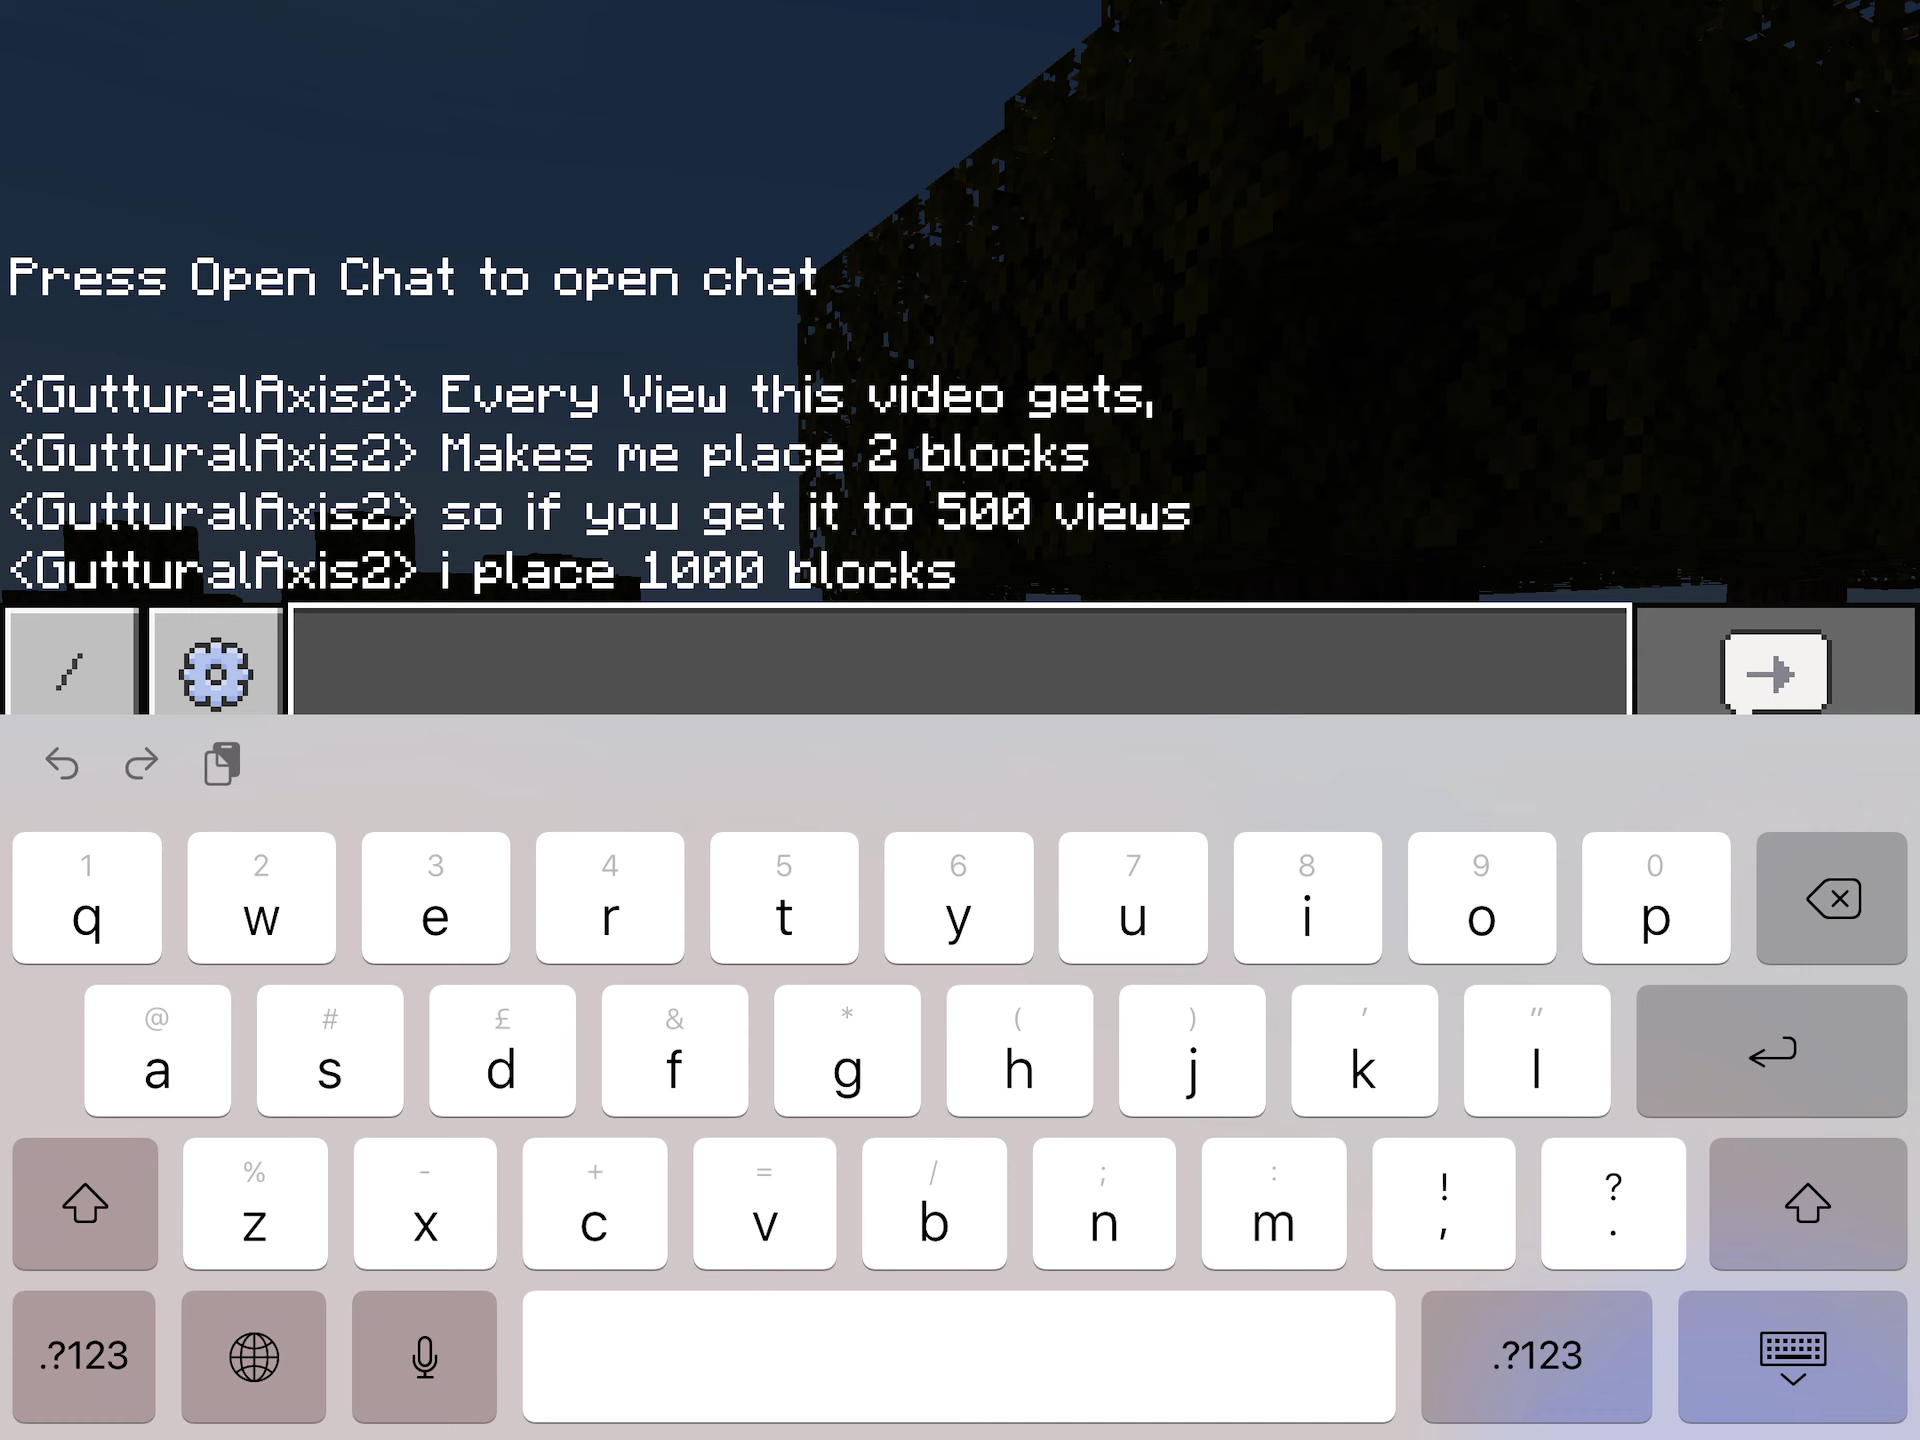 Press Open Chat to open chat
<GutturalAxis2> Every View this video gets,
<GutturalAxis2> Makes me place 2 blocks
<GutturalAxis2> so if you get it to 500 views
<GutturalAxis2> i place 1000 blocks
/
1 2 3 4 5 6 7 8 9 0
q w e r t y u i o p
@ # £ & * ( ) ' "
a s d f g h j k l
% - + = / ; : ! ?
z x c v b n m , .
.?123 .?123